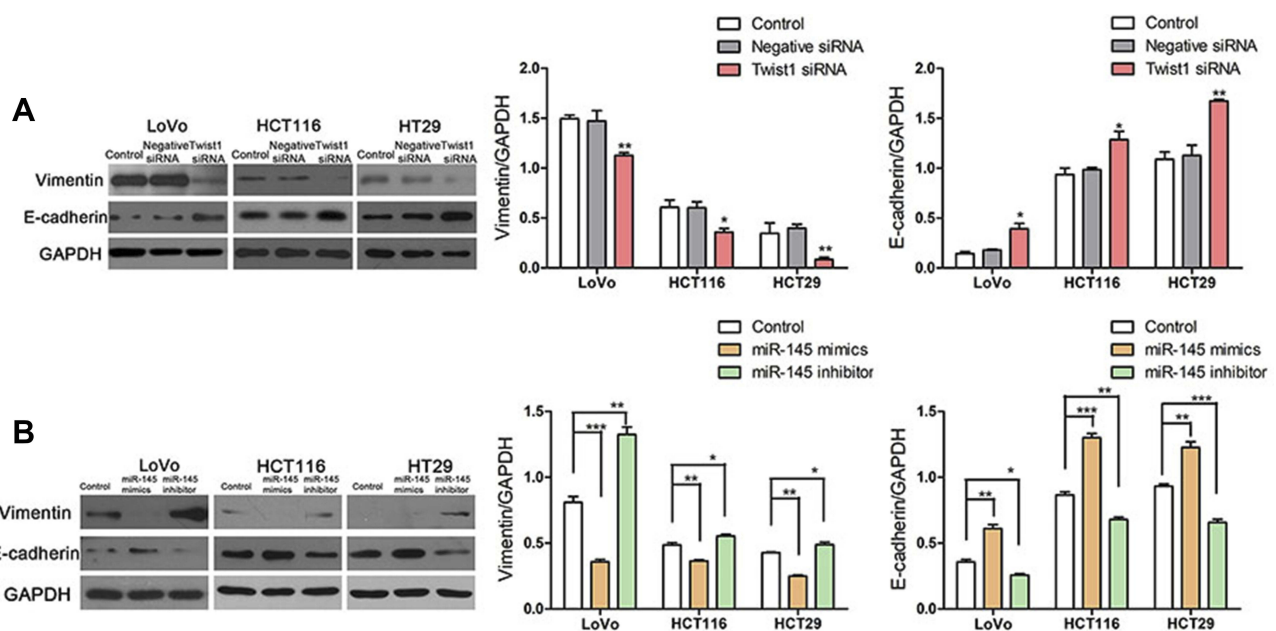 A
LoVo HCT116 HT29
Control Negative siRNA Twist1 siRNA Control Negative siRNA Twist1 siRNA Control Negative siRNA Twist1 siRNA
Vimentin
E-cadherin
GAPDH
Control
Negative siRNA
Twist1 siRNA
Vimentin/GAPDH
2.0
1.5
1.0
0.5
0.0
** * **
LoVo HCT116 HCT29
Control
Negative siRNA
Twist1 siRNA
E-cadherin/GAPDH
2.0
1.5
1.0
0.5
0.0
* * **
LoVo HCT116 HCT29
B
LoVo HCT116 HT29
Control miR-145 mimics miR-145 inhibitor Control miR-145 mimics miR-145 inhibitor Control miR-145 mimics miR-145 inhibitor
Vimentin
E-cadherin
GAPDH
Control
miR-145 mimics
miR-145 inhibitor
Vimentin/GAPDH
1.5
1.0
0.5
0.0
** *** * ** * **
LoVo HCT116 HCT29
Control
miR-145 mimics
miR-145 inhibitor
E-cadherin/GAPDH
1.5
1.0
0.5
0.0
* ** ** *** *** **
LoVo HCT116 HCT29